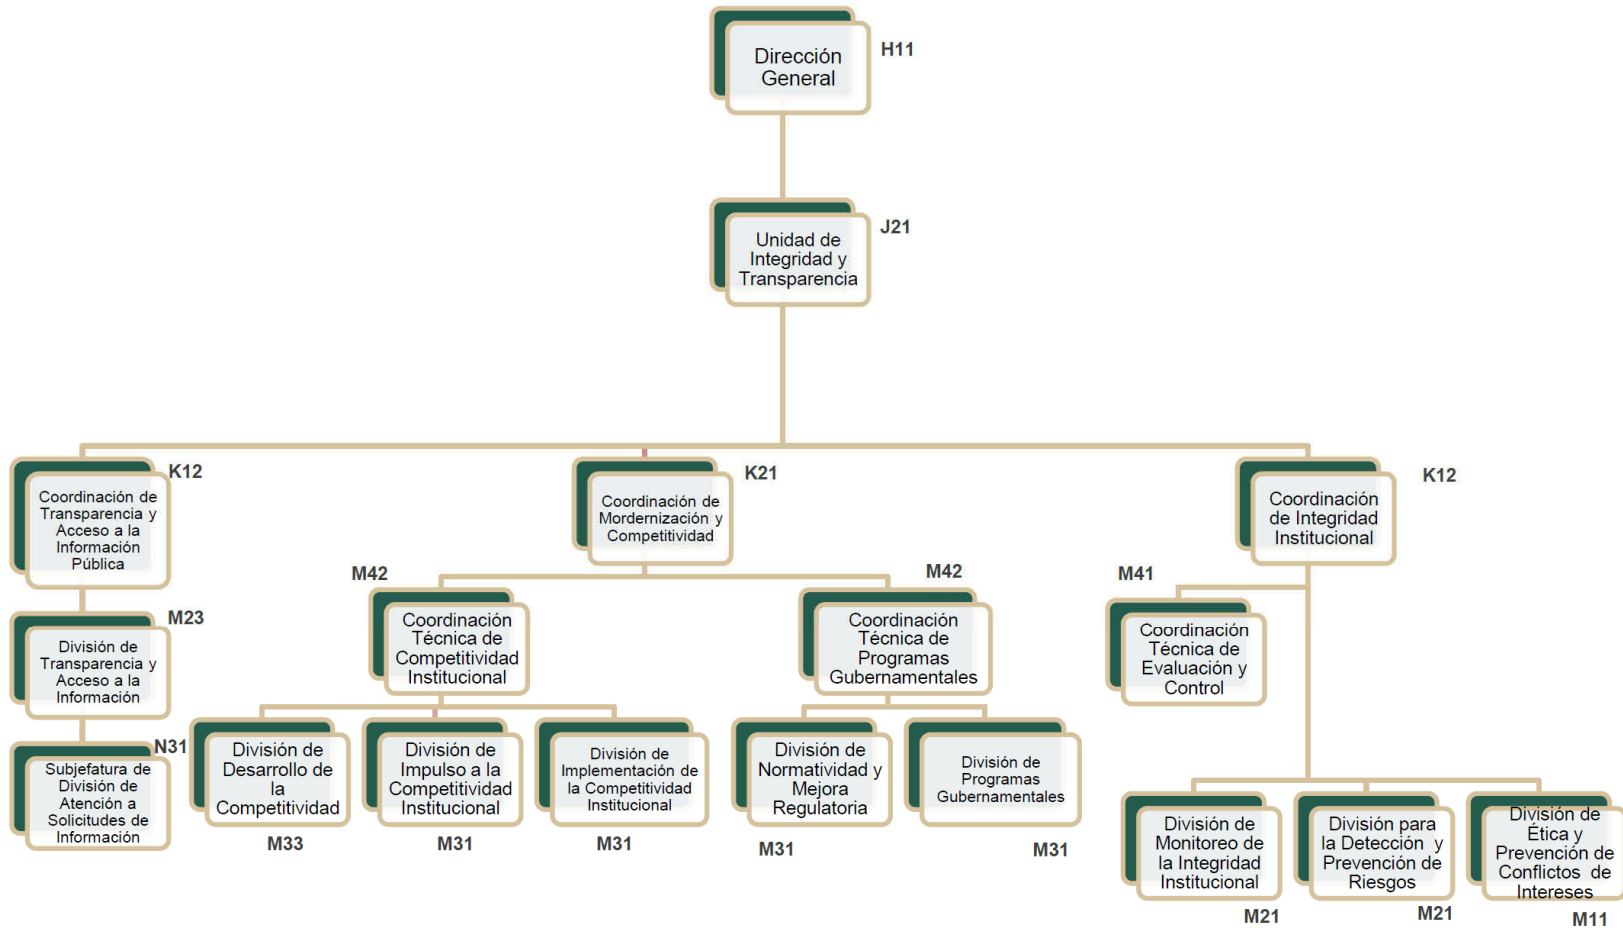 Dirección
General
H11
Unidad de
Integridad y
Transparencia
J21
K12
Coordinación de
Transparencia y
Acceso a la
Información
Pública
M23
División de
Transparencia y
Acceso a la
Información
N31
Subjefatura de
División de
Atención a
Solicitudes de
Información
K21
Coordinación de
Mordernización y
Competitividad
M42
Coordinación
Técnica de
Competitividad
Institucional
División de
Desarrollo de
la
Competitividad
M33
División de
Impulso a la
Competitividad
Institucional
M31
División de
Implementación de
la Competitividad
Institucional
M31
M42
Coordinación
Técnica de
Programas
Gubernamentales
División de
Normatividad y
Mejora
Regulatoria
M31
División de
Programas
Gubernamentales
M31
K12
Coordinación
de Integridad
Institucional
M41
Coordinación
Técnica de
Evaluación y
Control
División de
Monitoreo de
la Integridad
Institucional
M21
División para
la Detección y
Prevención de
Riesgos
M21
División de
Ética y
Prevención de
Conflictos de
Intereses
M11